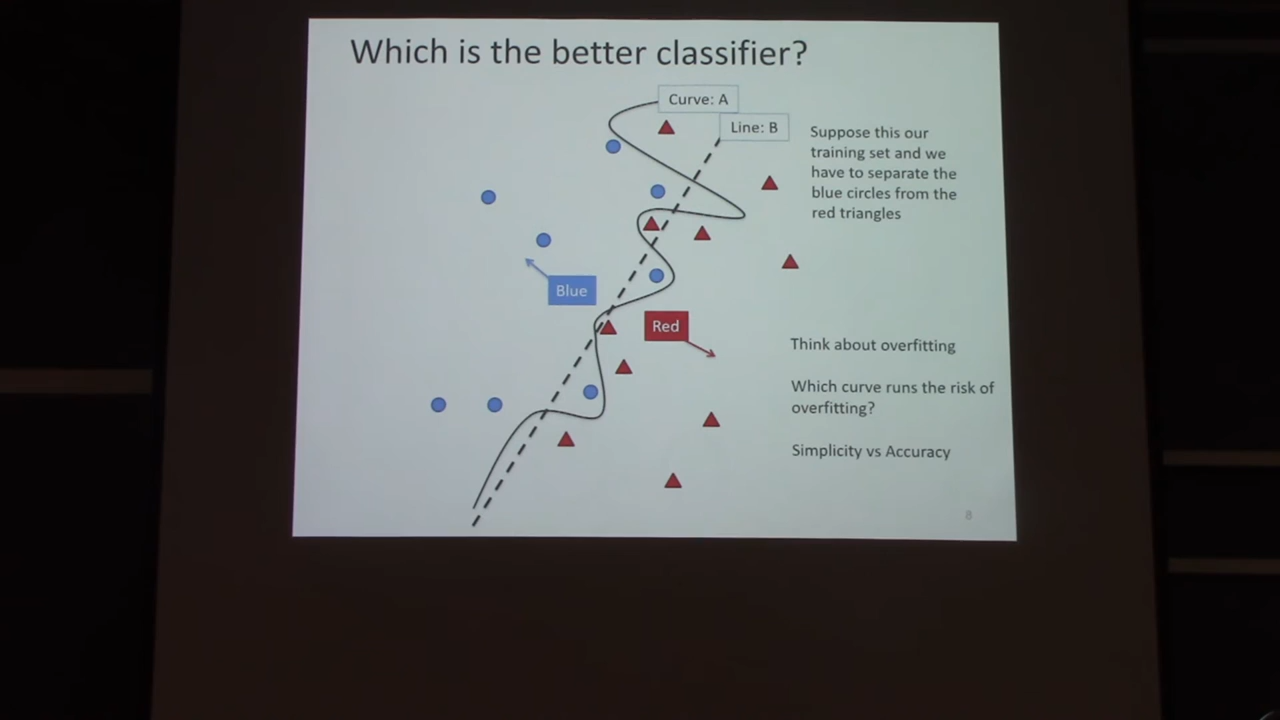 Which is the better classifier?
Curve: A
Line: B
Suppose this our
training set and we
have to separate the
blue circles from the
red triangles
Blue
Red
Think about overfitting
Which curve runs the risk of
overfitting?
Simplicity vs Accuracy
8